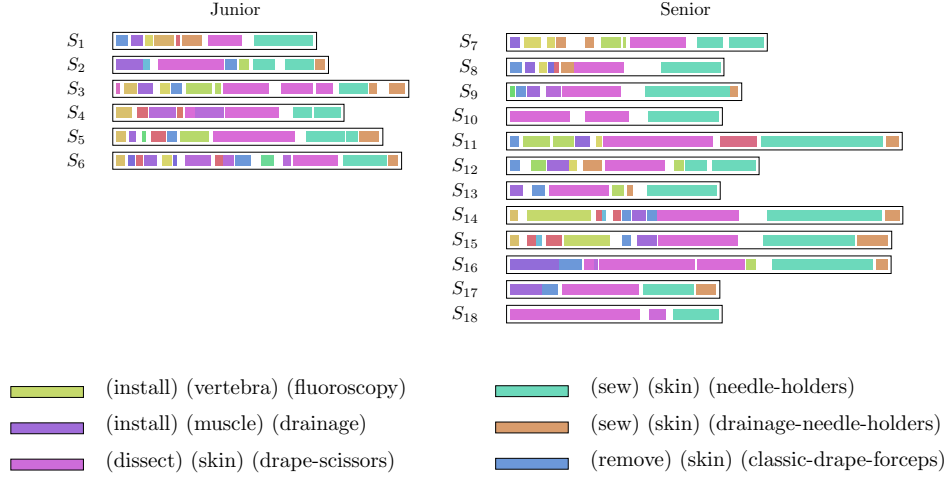 Junior
Senior
S1
S2
S3
S4
S5
S6
S7
S8
S9
S10
S11
S12
S13
S14
S15
S16
S17
S18
(install) (vertebra) (fluoroscopy)
(install) (muscle) (drainage)
(dissect) (skin) (drape-scissors)
(sew) (skin) (needle-holders)
(sew) (skin) (drainage-needle-holders)
(remove) (skin) (classic-drape-forceps)